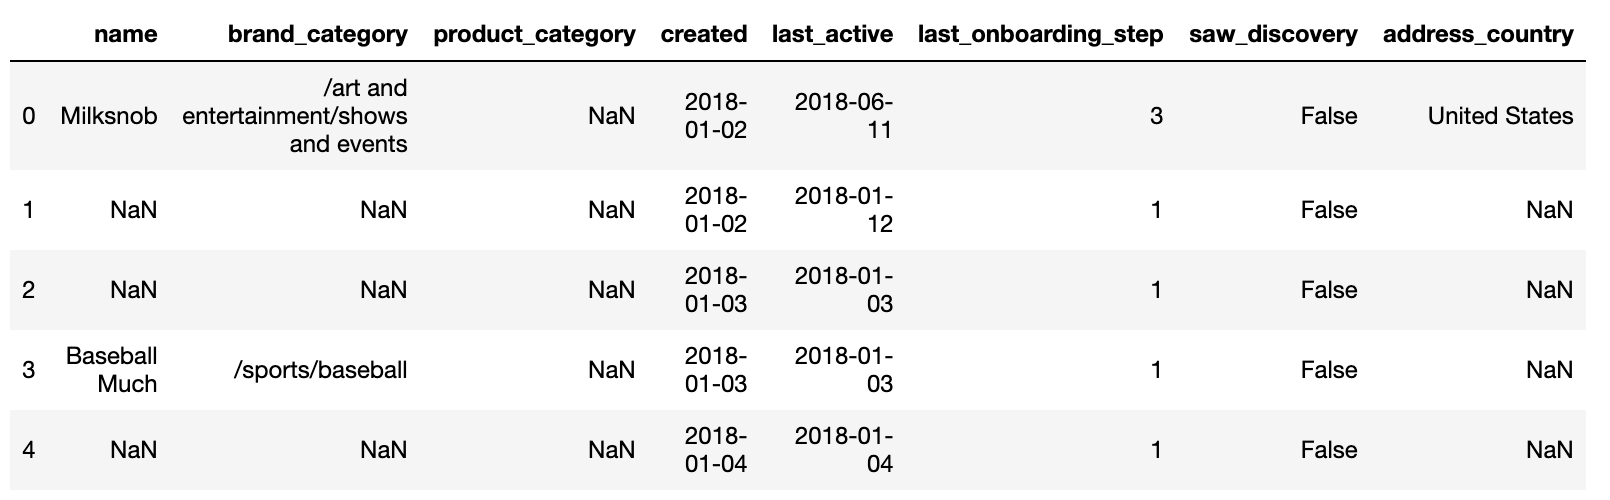 name brand_category product_category created last_active last_onboarding_step saw_discovery address_country
0 Milksnob /art and entertainment/shows and events NaN 2018-01-02 2018-06-11 3 False United States
1 NaN NaN NaN 2018-01-02 2018-01-12 1 False NaN
2 NaN NaN NaN 2018-01-03 2018-01-03 1 False NaN
3 Baseball Much /sports/baseball NaN 2018-01-03 2018-01-03 1 False NaN
4 NaN NaN NaN 2018-01-04 2018-01-04 1 False NaN